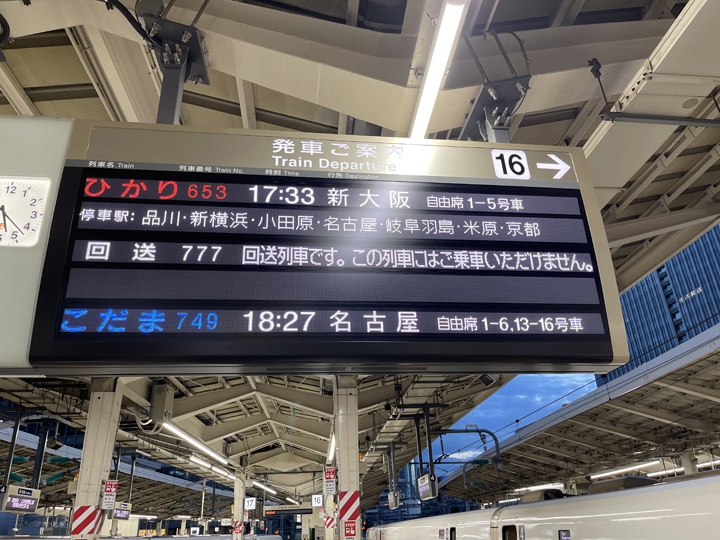 発車ご案内
Train Departure
16
列車名 Train 列車番号 Train No. 時刻 Time 行先 Destination
ひかり 653 17:33 新大阪 自由席 1-5号車
停車駅: 品川・新横浜・小田原・名古屋・岐阜羽島・米原・京都
回送 777 回送列車です。この列車にはご乗車いただけません。
こだま 749 18:27 名古屋 自由席 1-6,13-16号車
17
16